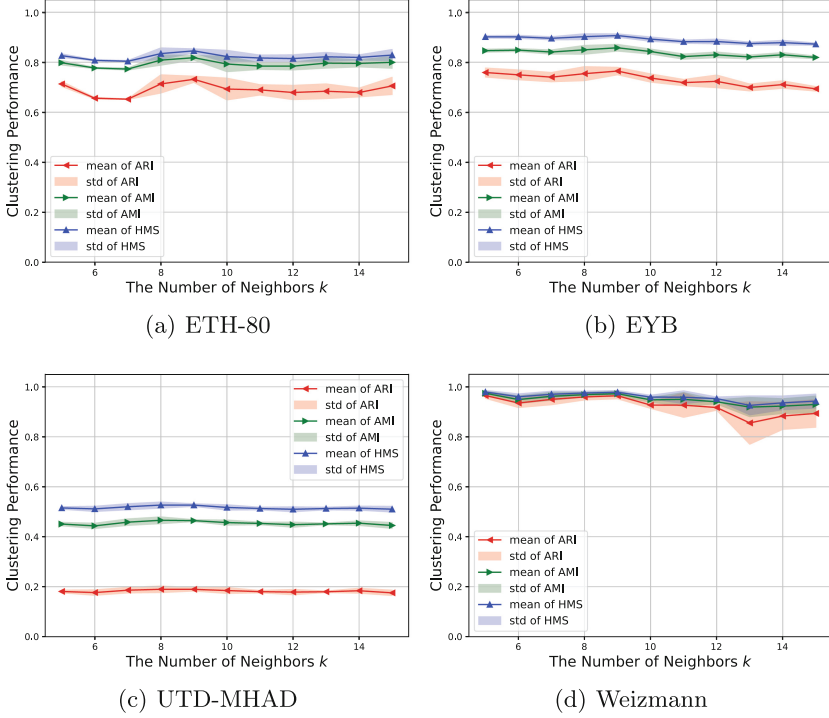 1.0
0.8
0.6
0.4
0.2
0.0
Clustering Performance
mean of ARI
std of ARI
mean of AMI
std of AMI
mean of HMS
std of HMS
6 8 10 12 14
The Number of Neighbors k
(a) ETH-80
1.0
0.8
0.6
0.4
0.2
0.0
Clustering Performance
mean of ARI
std of ARI
mean of AMI
std of AMI
mean of HMS
std of HMS
6 8 10 12 14
The Number of Neighbors k
(b) EYB
1.0
0.8
0.6
0.4
0.2
0.0
Clustering Performance
mean of ARI
std of ARI
mean of AMI
std of AMI
mean of HMS
std of HMS
6 8 10 12 14
The Number of Neighbors k
(c) UTD-MHAD
1.0
0.8
0.6
0.4
0.2
0.0
Clustering Performance
mean of ARI
std of ARI
mean of AMI
std of AMI
mean of HMS
std of HMS
6 8 10 12 14
The Number of Neighbors k
(d) Weizmann